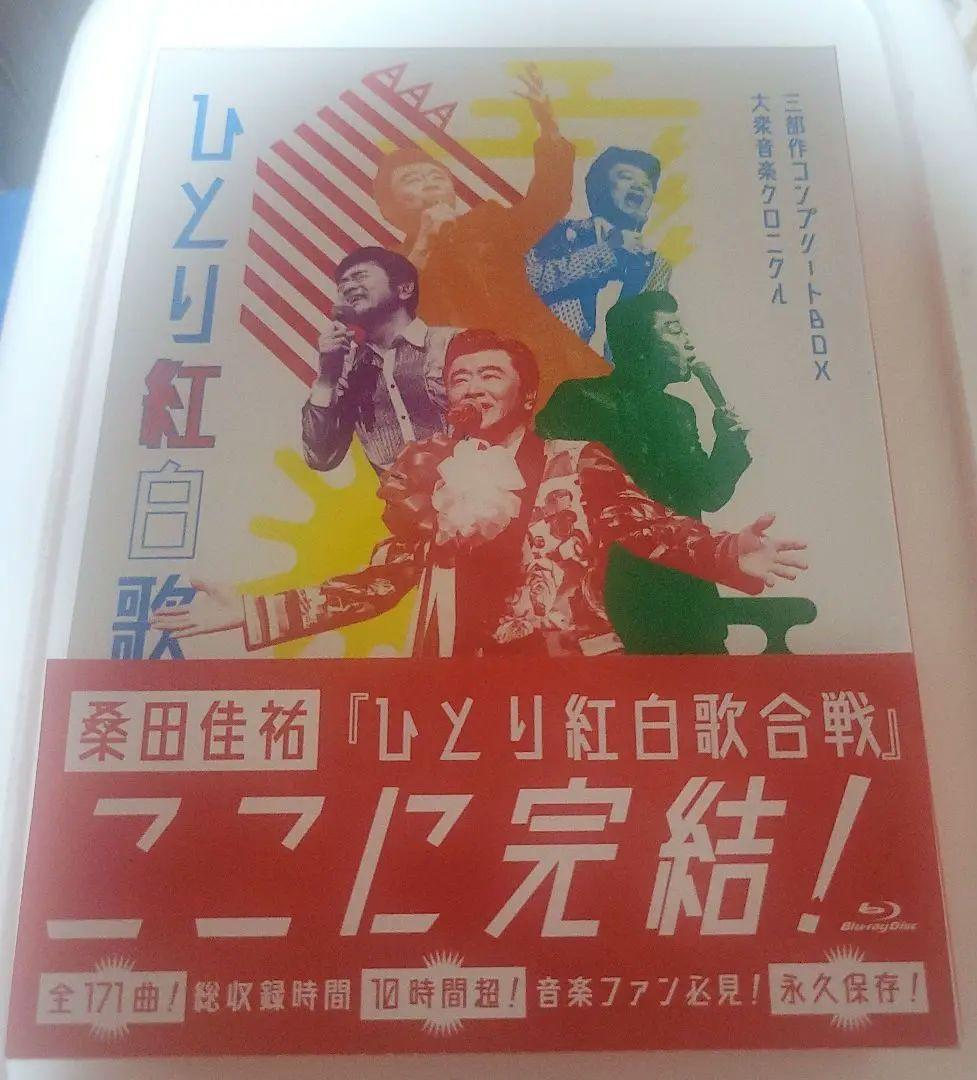 三部作コンプリートBOX
大衆音楽クロニクル
ひとり紅白歌
桑田佳祐『ひとり紅白歌合戦』
ここに完結!
Blu-ray Disc
全171曲! 総収録時間 10時間超! 音楽ファン必見! 永久保存!